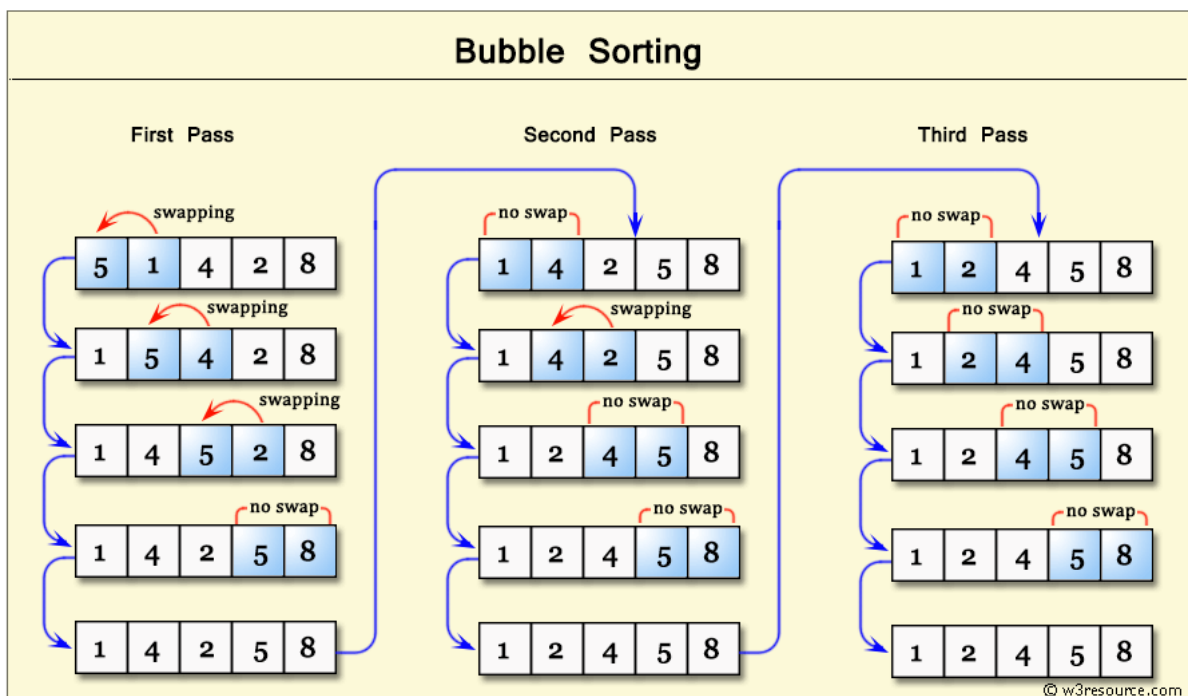 Bubble Sorting
First Pass
swapping
5 1 4 2 8
swapping
1 5 4 2 8
swapping
1 4 5 2 8
no swap
1 4 2 5 8
1 4 2 5 8
Second Pass
no swap
1 4 2 5 8
swapping
1 4 2 5 8
no swap
1 2 4 5 8
no swap
1 2 4 5 8
1 2 4 5 8
Third Pass
no swap
1 2 4 5 8
no swap
1 2 4 5 8
no swap
1 2 4 5 8
no swap
1 2 4 5 8
1 2 4 5 8
© w3resource.com